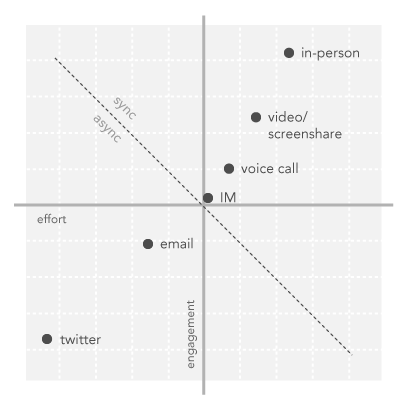 in-person
sync
async
video/
screenshare
voice call
IM
effort
email
engagement
twitter